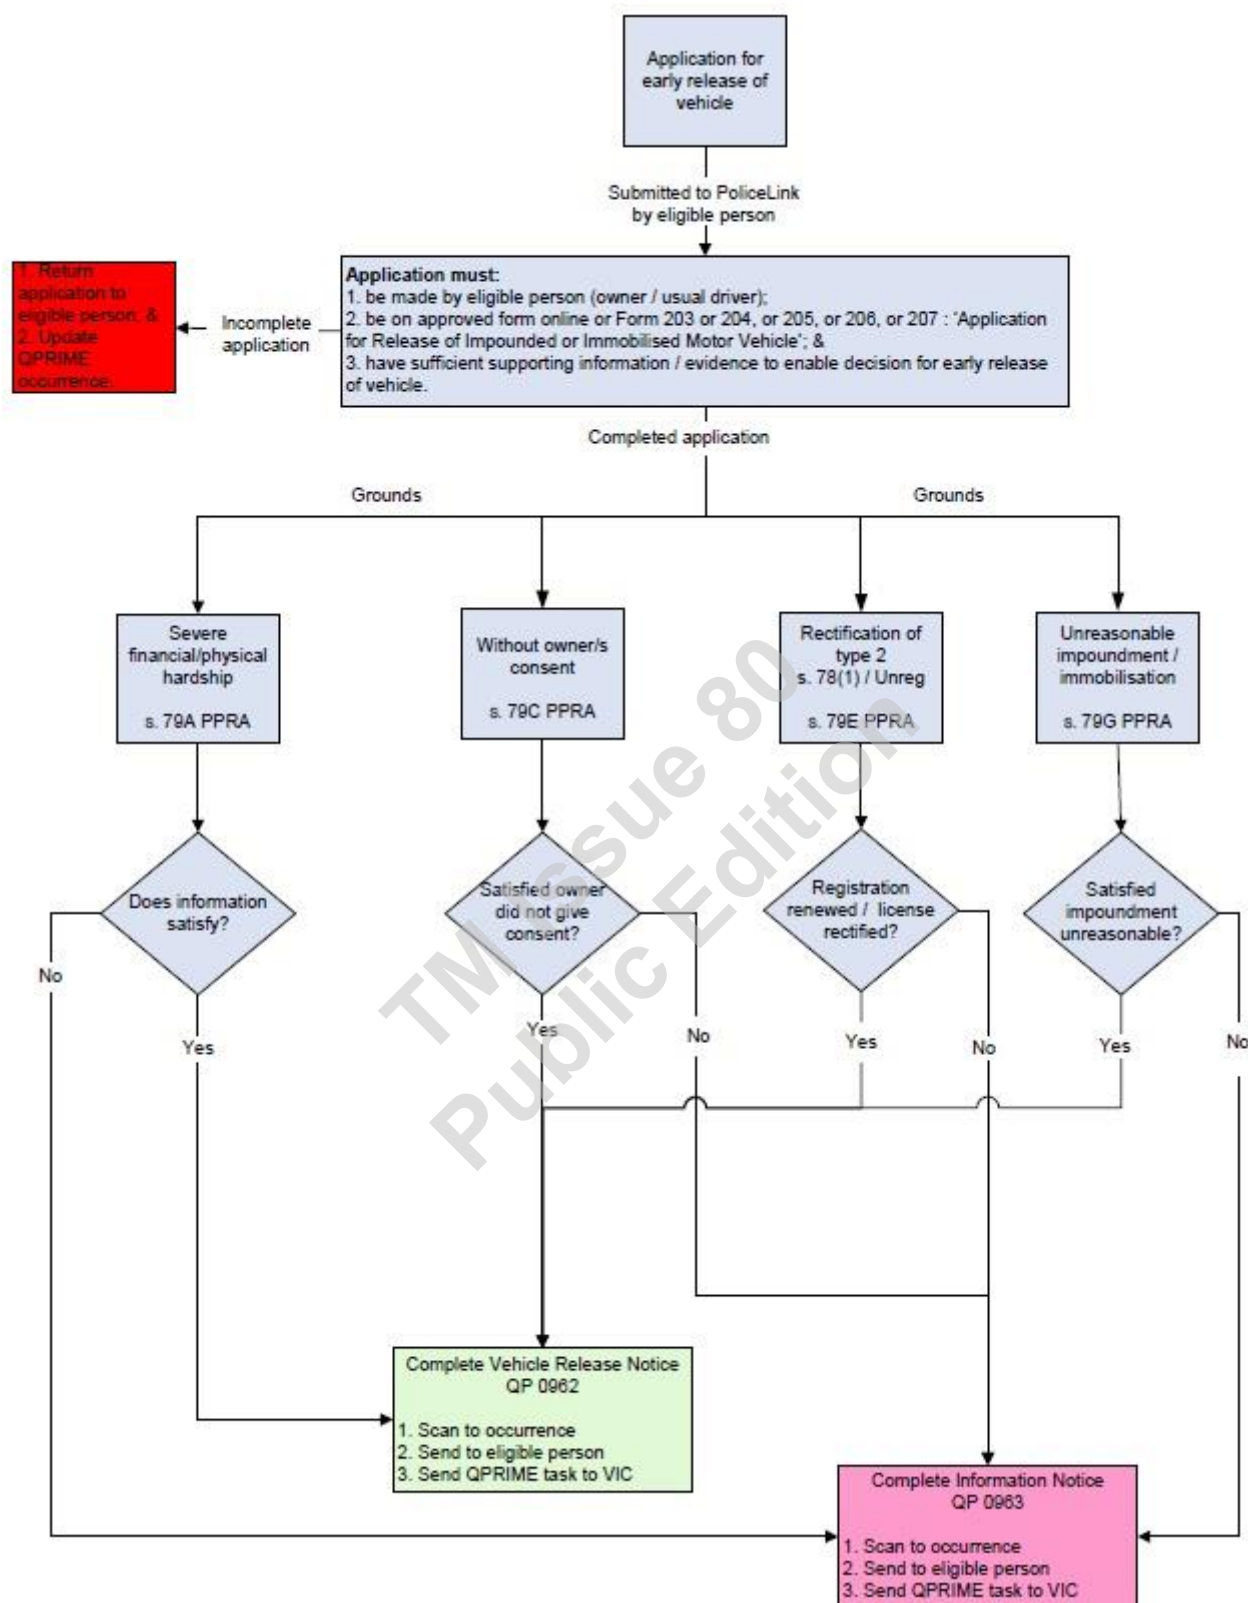 Application for
early release of
vehicle
Submitted to PoliceLink
by eligible person
1. Return
application to
eligible person; &
2. Update
QPRIME
occurrence.
Incomplete
application
Application must:
1. be made by eligible person (owner / usual driver);
2. be on approved form online or Form 203 or 204, or 205, or 206, or 207 : 'Application
for Release of Impounded or Immobilised Motor Vehicle'; &
3. have sufficient supporting information / evidence to enable decision for early release
of vehicle.
Completed application
Grounds
Grounds
Severe
financial/physical
hardship
s. 79A PPRA
Without owner/s
consent
s. 79C PPRA
Rectification of
type 2
s. 78(1) / Unreg
s. 79E PPRA
Unreasonable
impoundment /
immobilisation
s. 79G PPRA
Does information
satisfy?
Satisfied owner
did not give
consent?
Registration
renewed / license
rectified?
Satisfied
impoundment
unreasonable?
No
Yes
Yes
No
Yes
No
Yes
No
TM Issue 80
Public Edition
Complete Vehicle Release Notice
QP 0962
1. Scan to occurrence
2. Send to eligible person
3. Send QPRIME task to VIC
Complete Information Notice
QP 0963
1. Scan to occurrence
2. Send to eligible person
3. Send QPRIME task to VIC